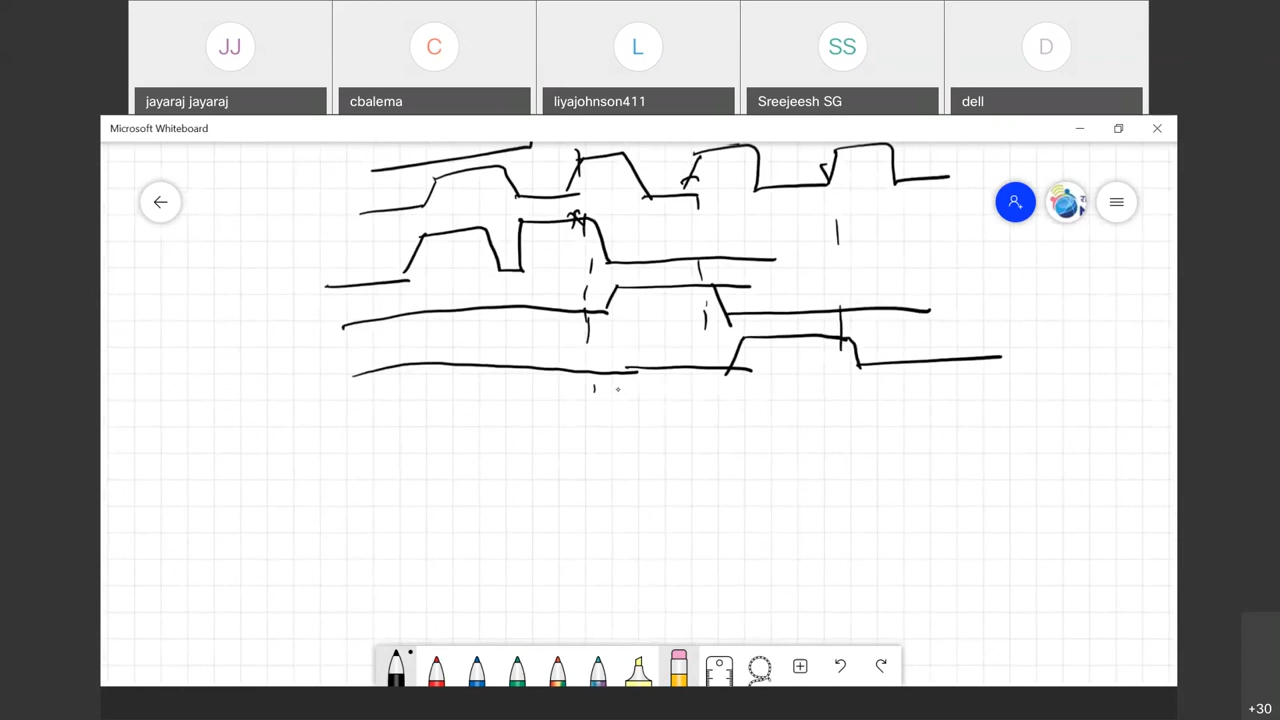 JJ
C
L
SS
D
jayaraj jayaraj
cbalema
liyajohnson411
Sreejeesh SG
dell
Microsoft Whiteboard
+30